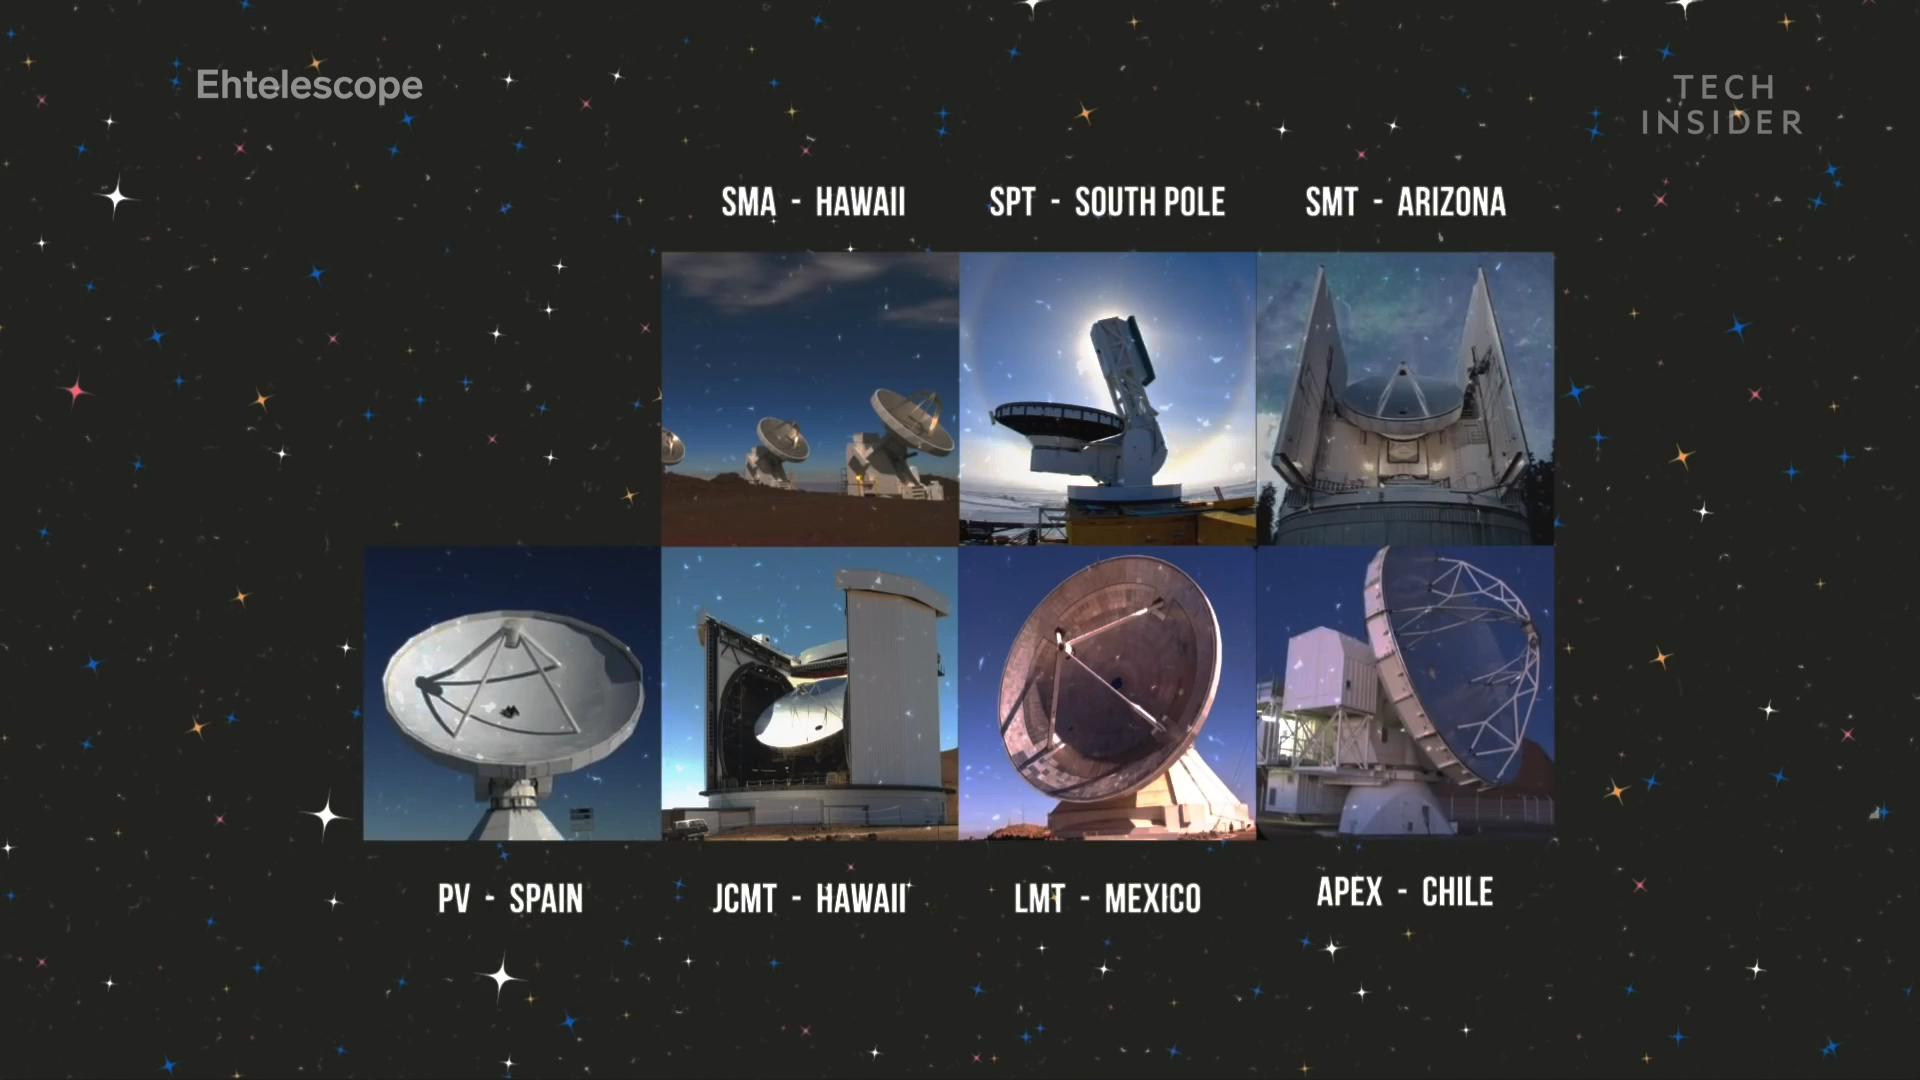 Ehtelescope
TECH
INSIDER
SMA - HAWAII
SPT - SOUTH POLE
SMT - ARIZONA
PV - SPAIN
JCMT - HAWAII
LMT - MEXICO
APEX - CHILE